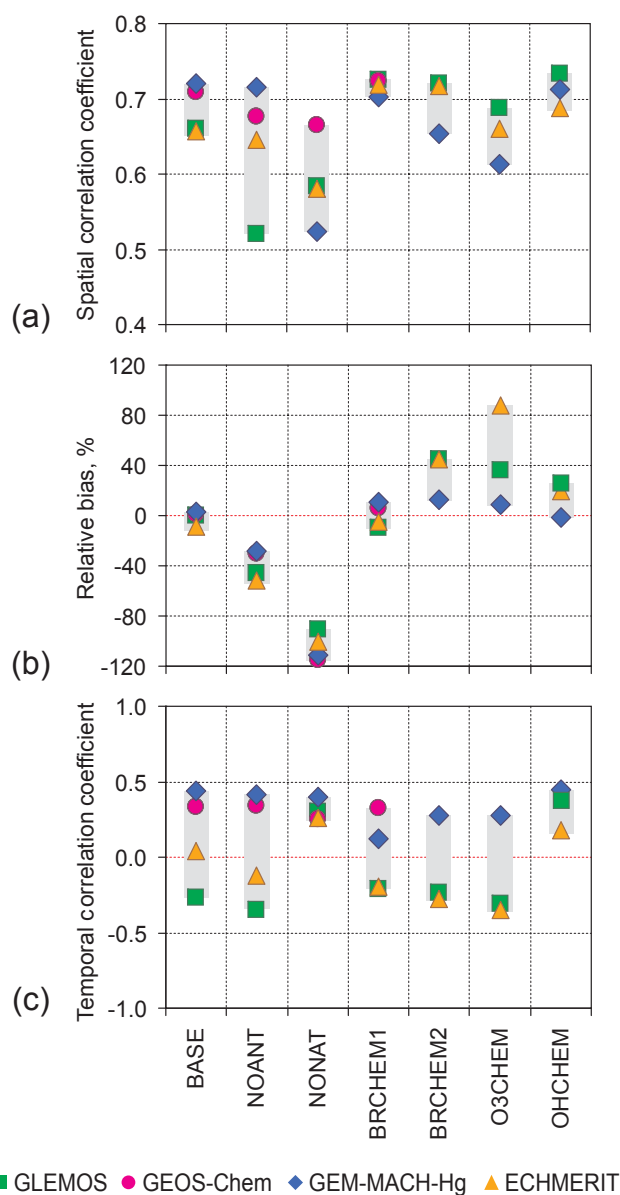 0.8
0.7
0.6
0.5
0.4
Spatial correlation coefficient
(a)
120
80
40
0
-40
-80
-120
Relative bias, %
(b)
1.0
0.5
0.0
-0.5
-1.0
Temporal correlation coefficient
(c)
BASE
NOANT
NONAT
BRCHEM1
BRCHEM2
O3CHEM
OHCHEM
GLEMOS GEOS-Chem GEM-MACH-Hg ECHMERIT